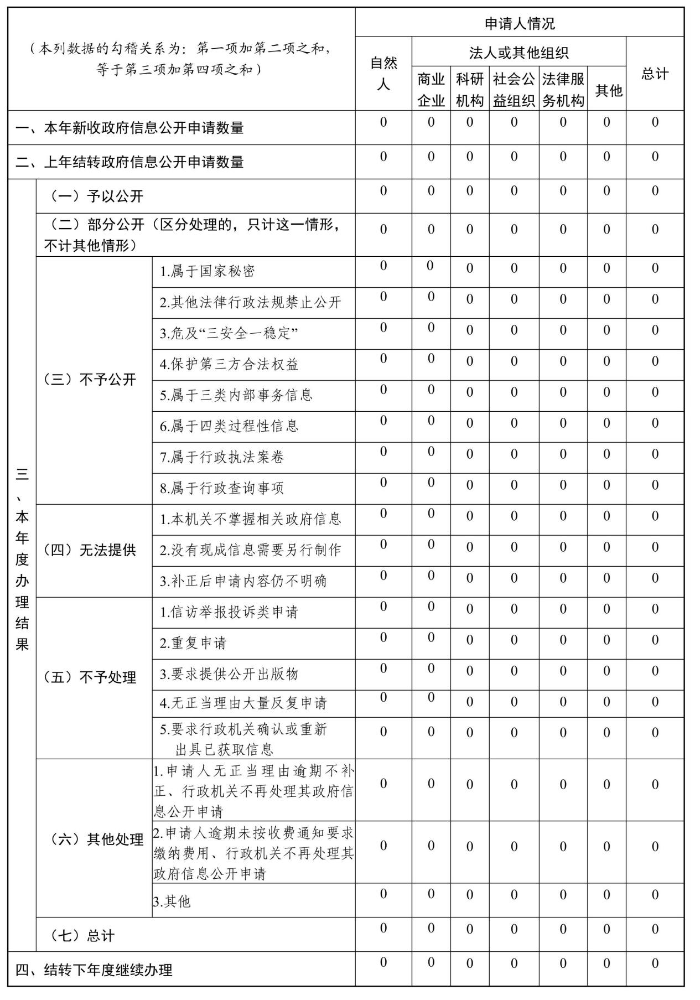 （本列数据的勾稽关系为：第一项加第二项之和，
等于第三项加第四项之和）
申请人情况
自然
人
法人或其他组织
总计
商业
企业
科研
机构
社会公
益组织
法律服
务机构
其他
一、本年新收政府信息公开申请数量 0 0 0 0 0 0 0
二、上年结转政府信息公开申请数量 0 0 0 0 0 0 0
三、本年度办理结果
（一）予以公开 0 0 0 0 0 0 0
（二）部分公开（区分处理的，只计这一情形，
不计其他情形） 0 0 0 0 0 0 0
（三）不予公开
1.属于国家秘密 0 0 0 0 0 0 0
2.其他法律行政法规禁止公开 0 0 0 0 0 0 0
3.危及“三安全一稳定” 0 0 0 0 0 0 0
4.保护第三方合法权益 0 0 0 0 0 0 0
5.属于三类内部事务信息 0 0 0 0 0 0 0
6.属于四类过程性信息 0 0 0 0 0 0 0
7.属于行政执法案卷 0 0 0 0 0 0 0
8.属于行政查询事项 0 0 0 0 0 0 0
（四）无法提供
1.本机关不掌握相关政府信息 0 0 0 0 0 0 0
2.没有现成信息需要另行制作 0 0 0 0 0 0 0
3.补正后申请内容仍不明确 0 0 0 0 0 0 0
（五）不予处理
1.信访举报投诉类申请 0 0 0 0 0 0 0
2.重复申请 0 0 0 0 0 0 0
3.要求提供公开出版物 0 0 0 0 0 0 0
4.无正当理由大量反复申请 0 0 0 0 0 0 0
5.要求行政机关确认或重新
出具已获取信息 0 0 0 0 0 0 0
（六）其他处理
1.申请人无正当理由逾期不补
正、行政机关不再处理其政府信
息公开申请 0 0 0 0 0 0 0
2.申请人逾期未按收费通知要求
缴纳费用、行政机关不再处理其
政府信息公开申请 0 0 0 0 0 0 0
3.其他 0 0 0 0 0 0 0
（七）总计 0 0 0 0 0 0 0
四、结转下年度继续办理 0 0 0 0 0 0 0